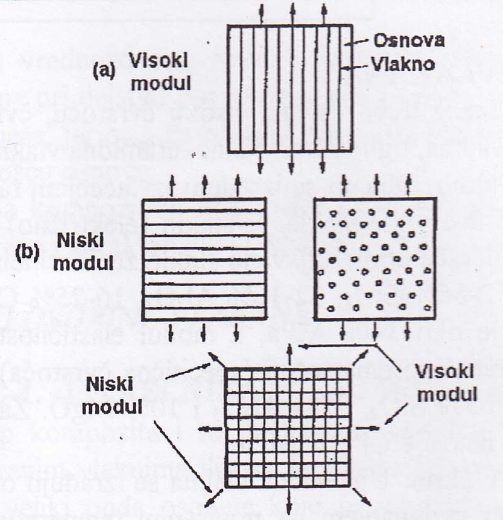 Osnova
Vlakno
(a) Visoki
modul
(b) Niski
modul
Niski
modul
Visoki
modul